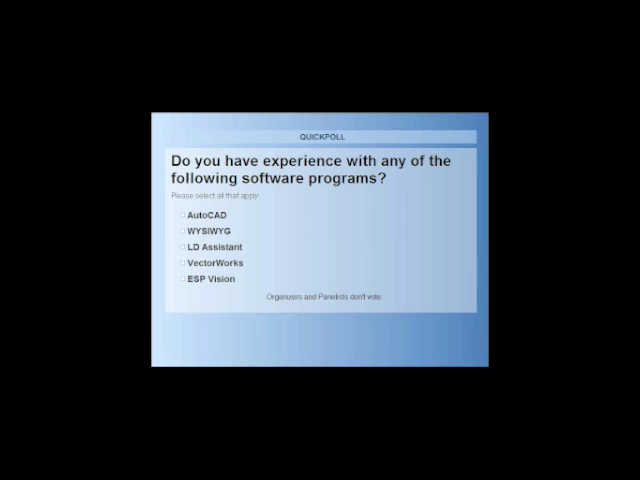 QUICKPOLL
Do you have experience with any of the
following software programs?
Please select all that apply:
AutoCAD
WYSIWYG
LD Assistant
VectorWorks
ESP Vision
Organizers and Panelists don't vote.